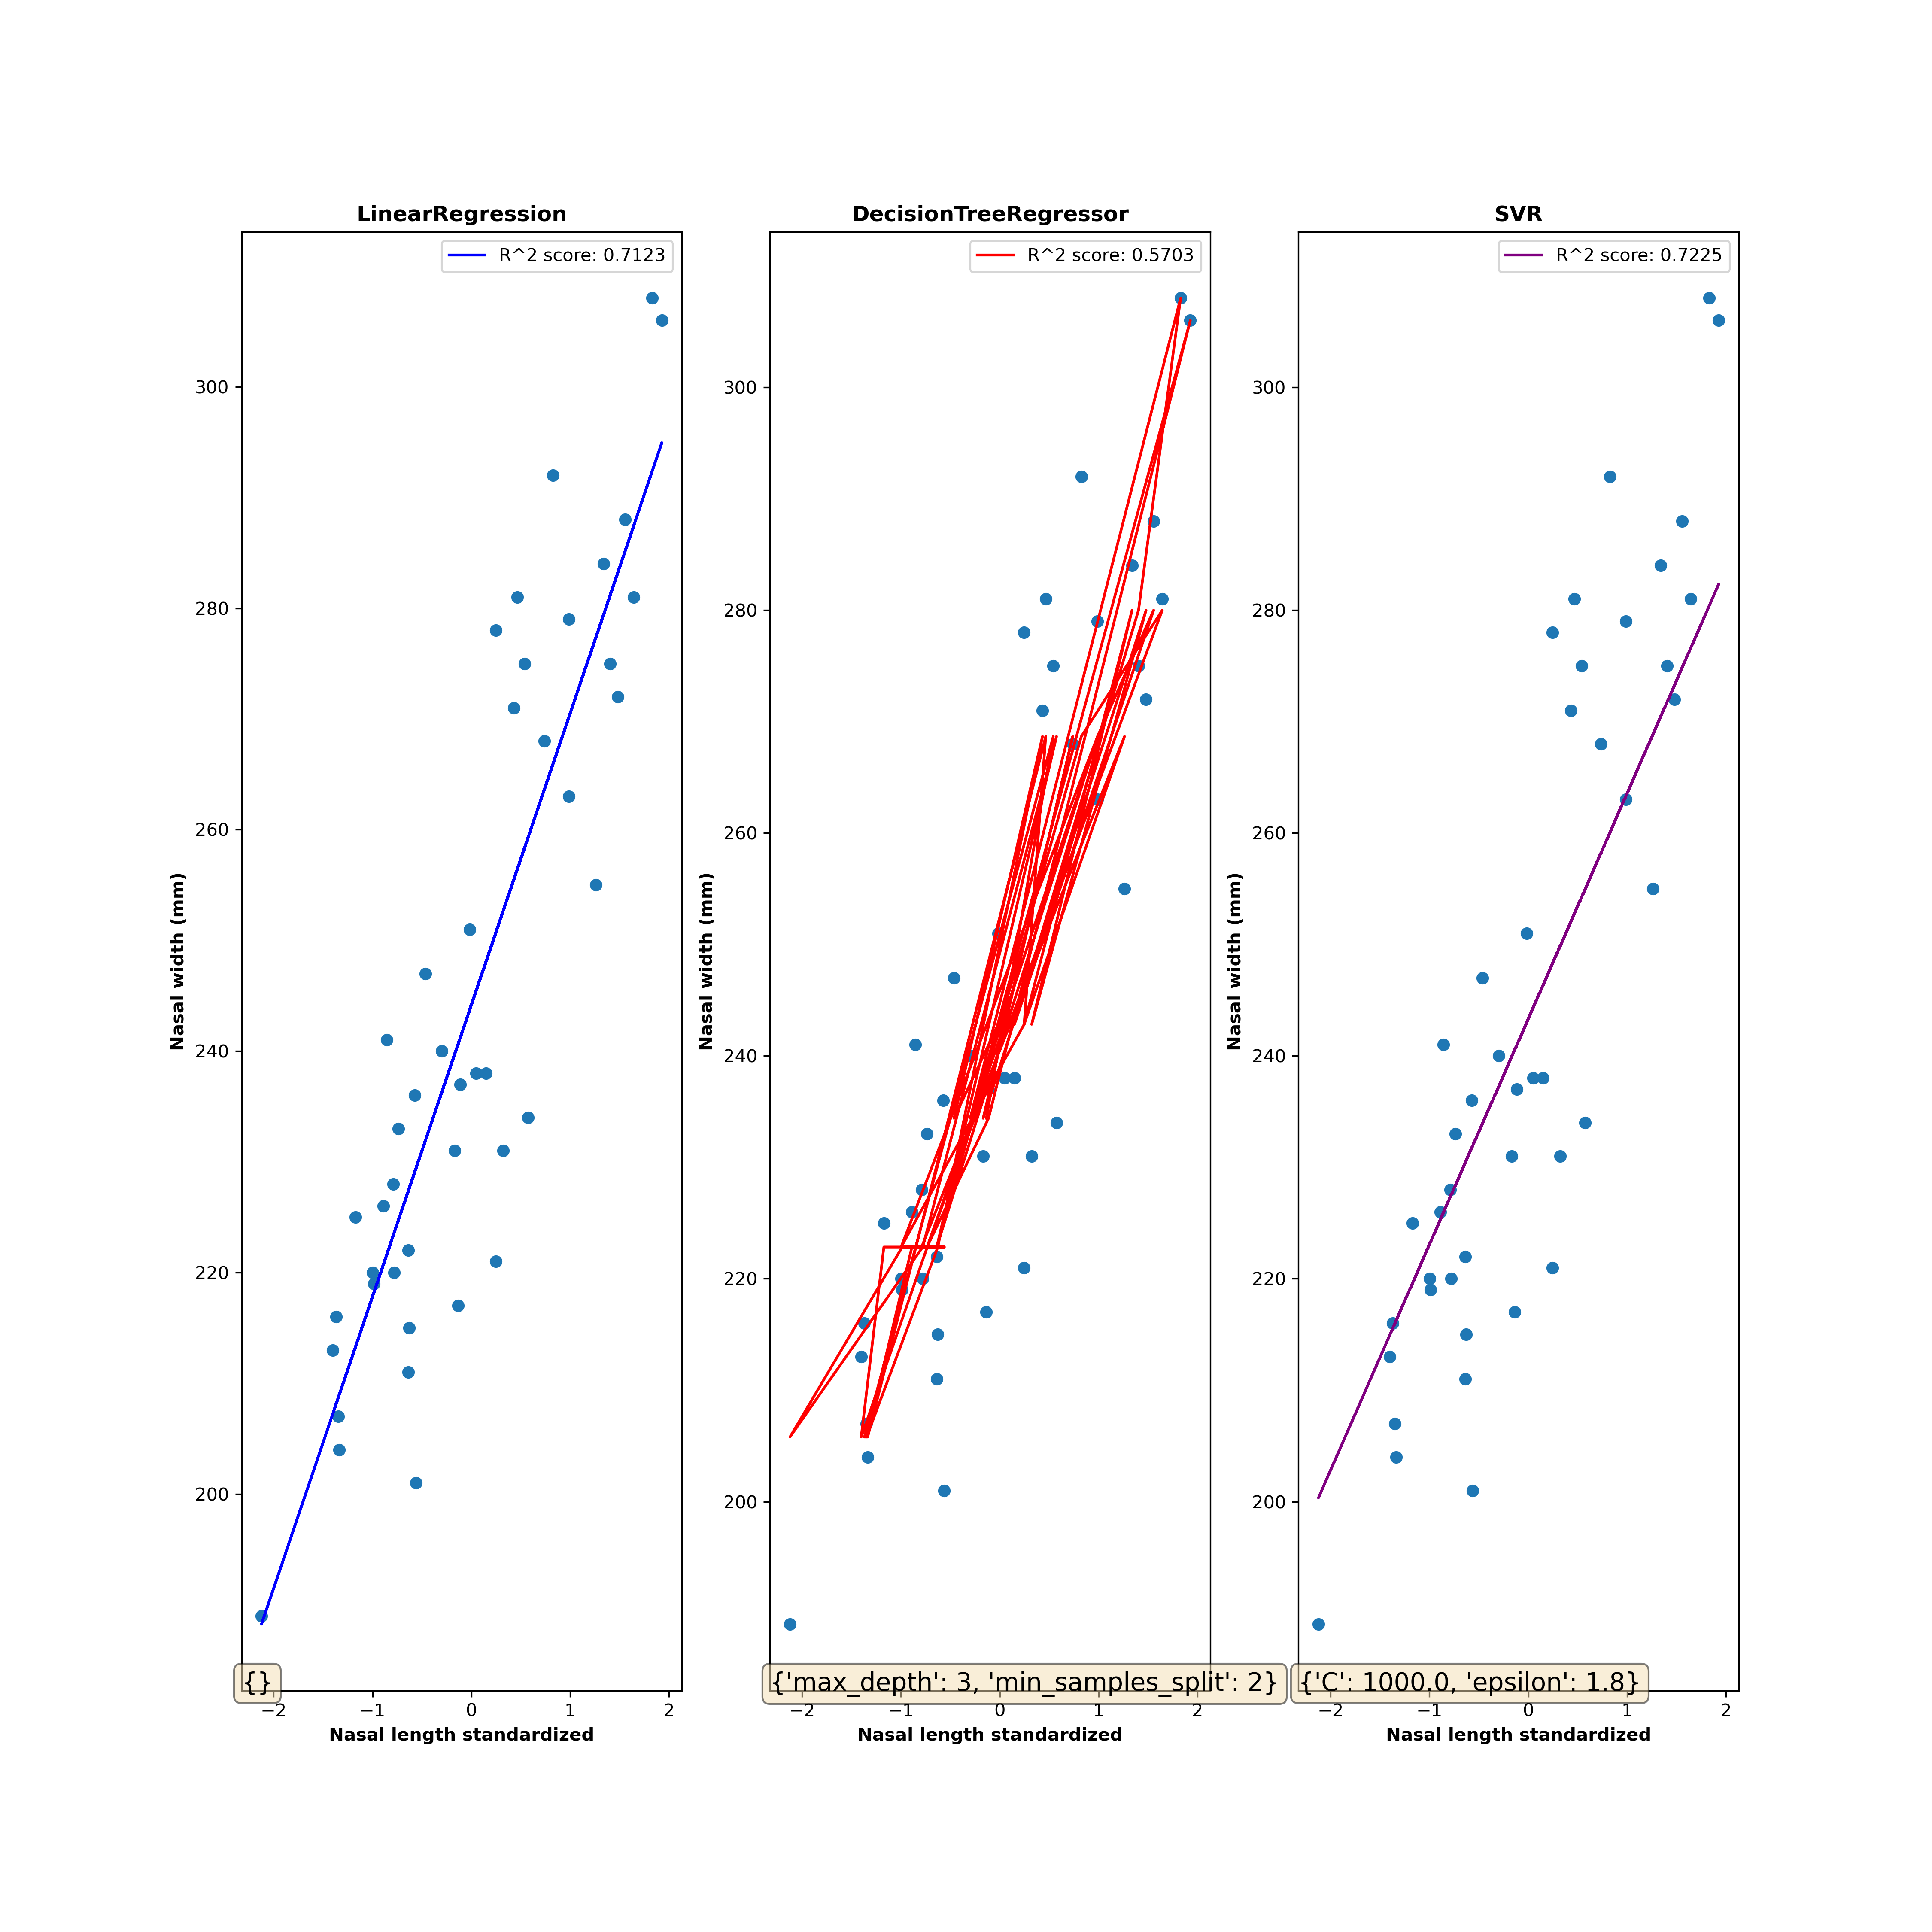 LinearRegression
R^2 score: 0.7123
300
280
260
240
220
200
Nasal width (mm)
{}
−2
−1
0
1
2
Nasal length standardized
DecisionTreeRegressor
R^2 score: 0.5703
300
280
260
240
220
200
Nasal width (mm)
{'max_depth': 3, 'min_samples_split': 2}
−2
−1
0
1
2
Nasal length standardized
SVR
R^2 score: 0.7225
300
280
260
240
220
200
Nasal width (mm)
{'C': 1000.0, 'epsilon': 1.8}
−2
−1
0
1
2
Nasal length standardized